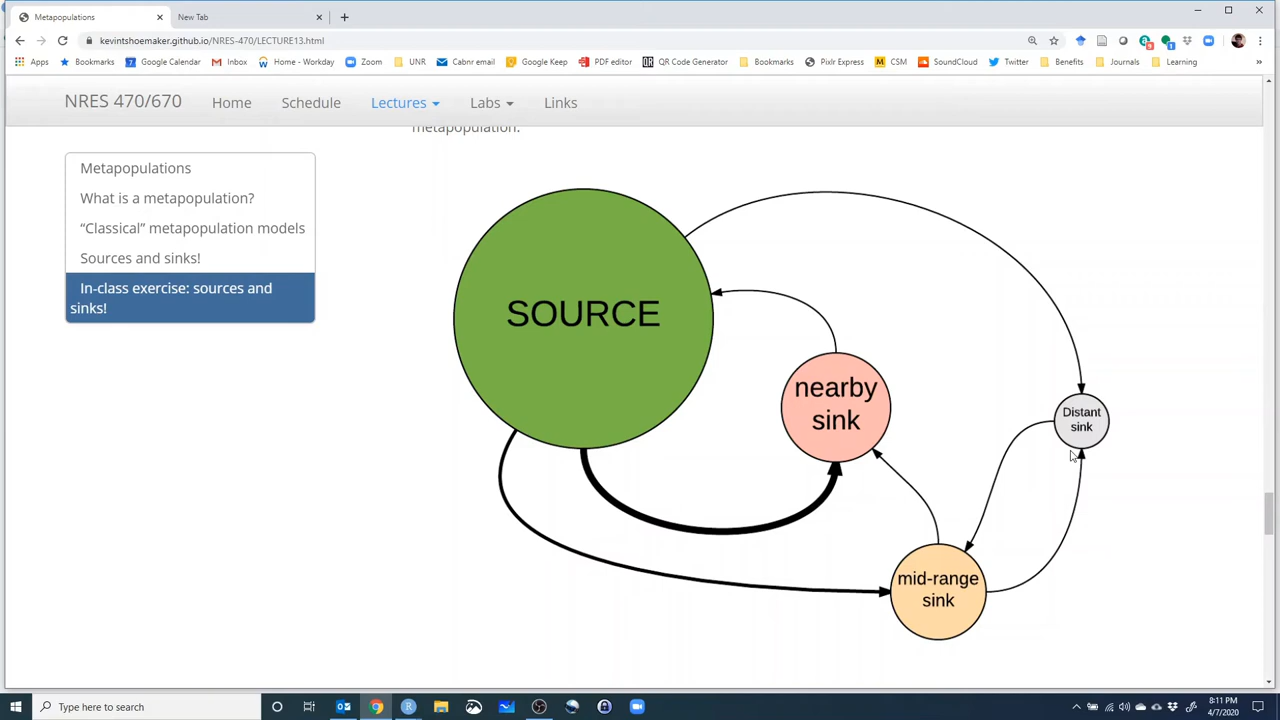 Metapopulations
New Tab
kevintshoemaker.github.io/NRES-470/LECTURE13.html
Apps Bookmarks Google Calendar Inbox Home - Workday Zoom UNR Cabnr email Google Keep PDF editor QR Code Generator Bookmarks Pixlr Express CSM SoundCloud Twitter Benefits Journals Learning »
NRES 470/670 Home Schedule Lectures Labs Links
metapopulation.
Metapopulations
What is a metapopulation?
“Classical” metapopulation models
Sources and sinks!
In-class exercise: sources and
sinks!
SOURCE
nearby
sink
Distant
sink
mid-range
sink
Type here to search
8:11 PM
4/7/2020